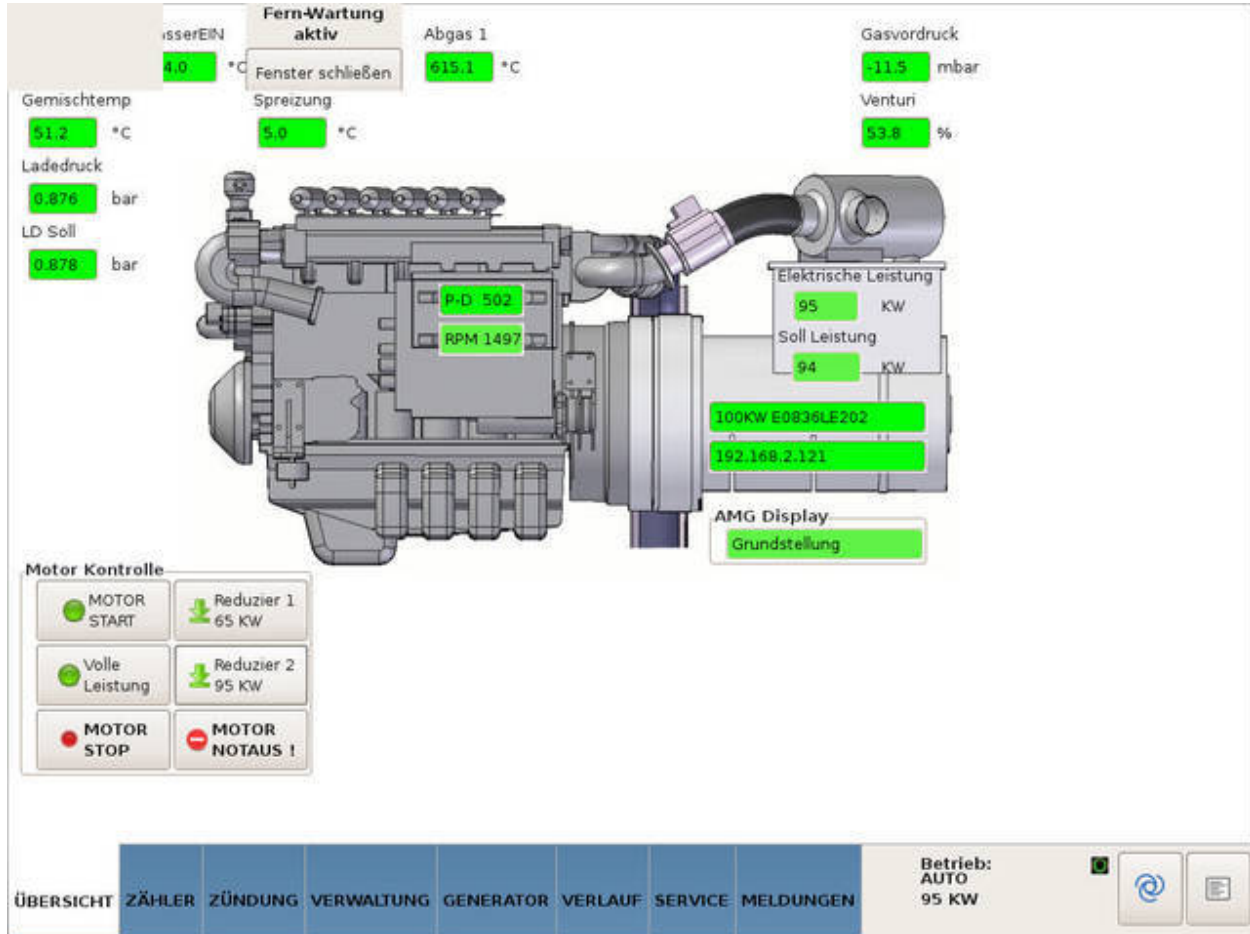 Fern-Wartung
aktiv
Fenster schließen
sserEIN
4.0 °C
Abgas 1
615.1 °C
Gasvordruck
-11.5 mbar
Gemischtemp
51.2 °C
Spreizung
5.0 °C
Venturi
53.8 %
Ladedruck
0.876 bar
LD Soll
0.878 bar
P-D 502
RPM 1497
Elektrische Leistung
95 KW
Soll Leistung
94 KW
100KW E0836LE202
192.168.2.121
AMG Display
Grundstellung
Motor Kontrolle
MOTOR
START
Reduzier 1
65 KW
Volle
Leistung
Reduzier 2
95 KW
MOTOR
STOP
MOTOR
NOTAUS !
ÜBERSICHT ZÄHLER ZÜNDUNG VERWALTUNG GENERATOR VERLAUF SERVICE MELDUNGEN
Betrieb:
AUTO
95 KW